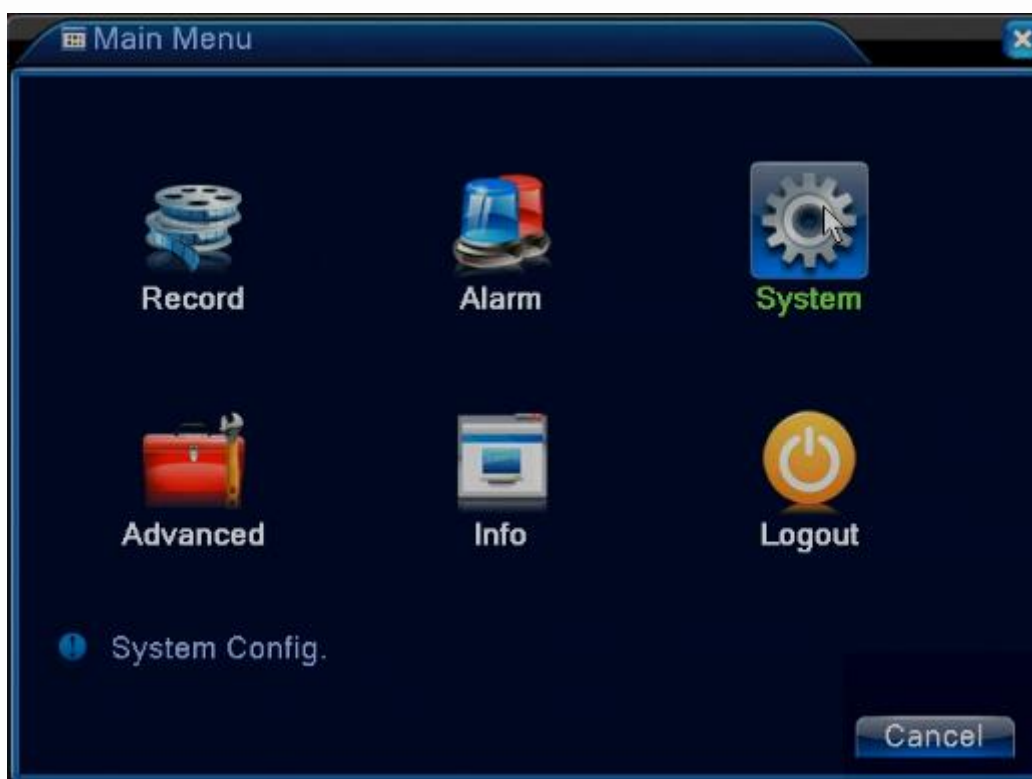 Main Menu
Record
Alarm
System
Advanced
Info
Logout
System Config.
Cancel